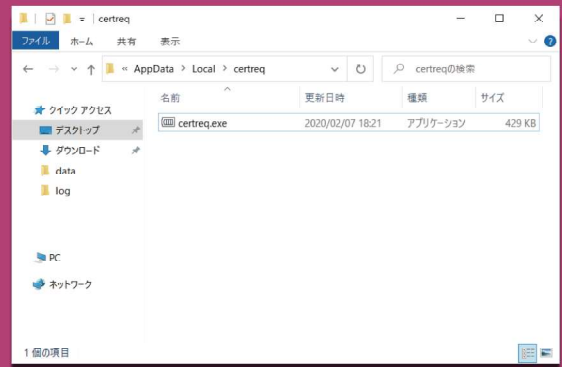 certreq
ファイル ホーム 共有 表示
« AppData > Local > certreq
certreqの検索
名前 更新日時 種類 サイズ
certreq.exe 2020/02/07 18:21 アプリケーション 429 KB
クイック アクセス
デスクトップ
ダウンロード
data
log
PC
ネットワーク
1 個の項目